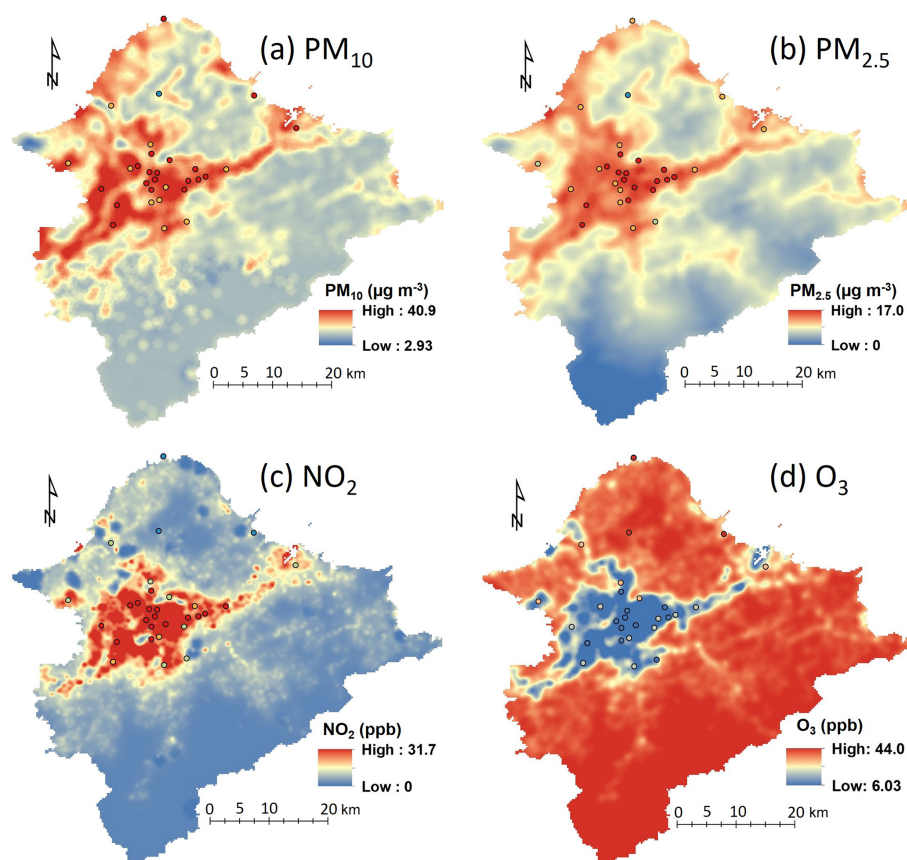 (a) PM₁₀
N
PM₁₀ (µg m⁻³)
High : 40.9
Low : 2.93
0 5 10 20 km
(b) PM₂.₅
N
PM₂.₅ (µg m⁻³)
High : 17.0
Low : 0
0 5 10 20 km
(c) NO₂
N
NO₂ (ppb)
High : 31.7
Low : 0
0 5 10 20 km
(d) O₃
N
O₃ (ppb)
High: 44.0
Low: 6.03
0 5 10 20 km